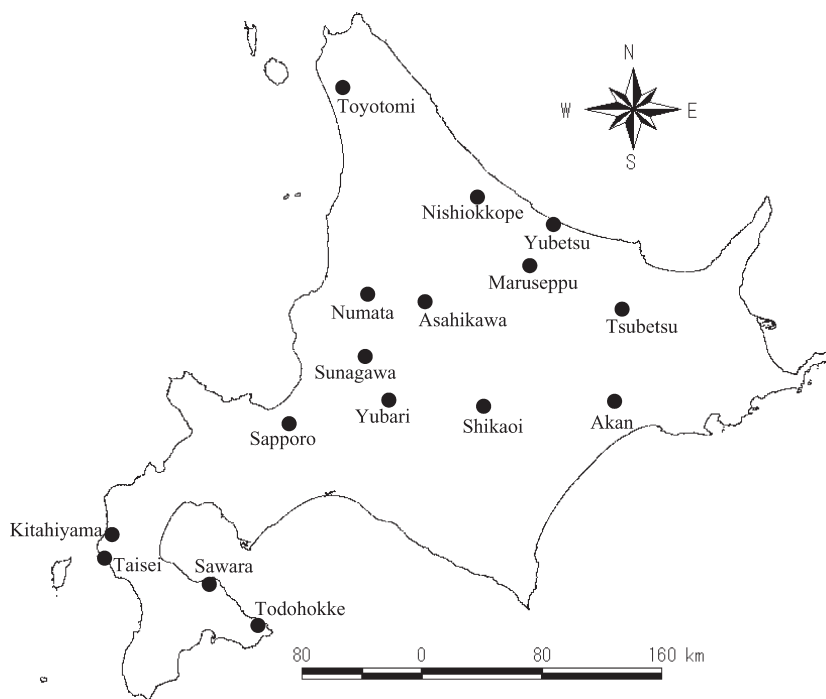 N
W E
S
Toyotomi
Nishiokkope
Yubetsu
Maruseppu
Numata
Asahikawa
Tsubetsu
Sunagawa
Yubari
Shikaoi
Akan
Sapporo
Kitahiyama
Taisei
Sawara
Todohokke
80 0 80 160 km